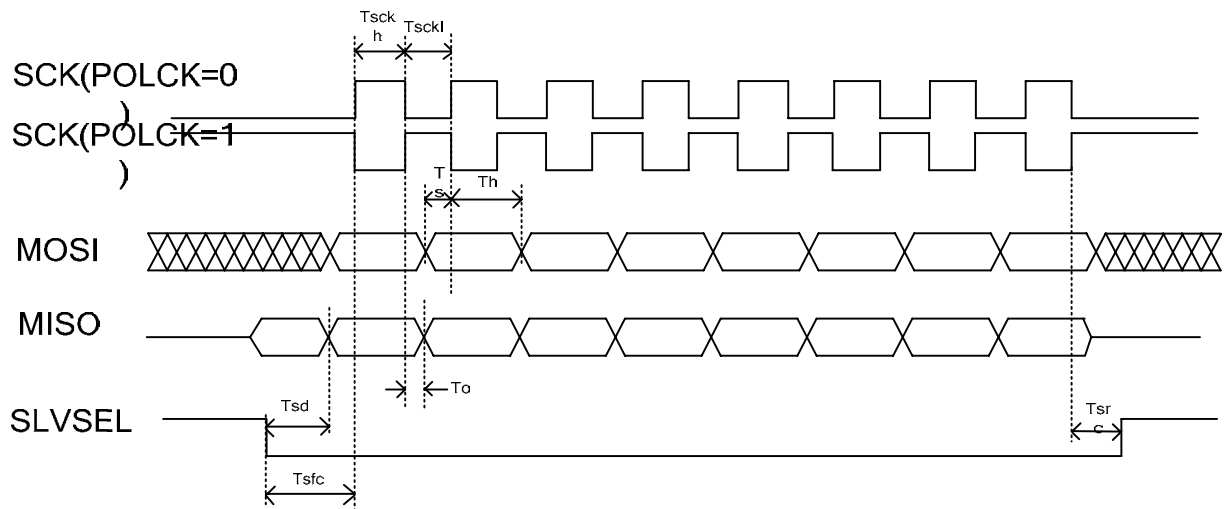 Tsck
h
Tsckl
SCK(POLCK=0
)
SCK(POLCK=1
)
T
s
Th
MOSI
MISO
To
Tsd
SLVSEL
Tsr
c
Tsfc